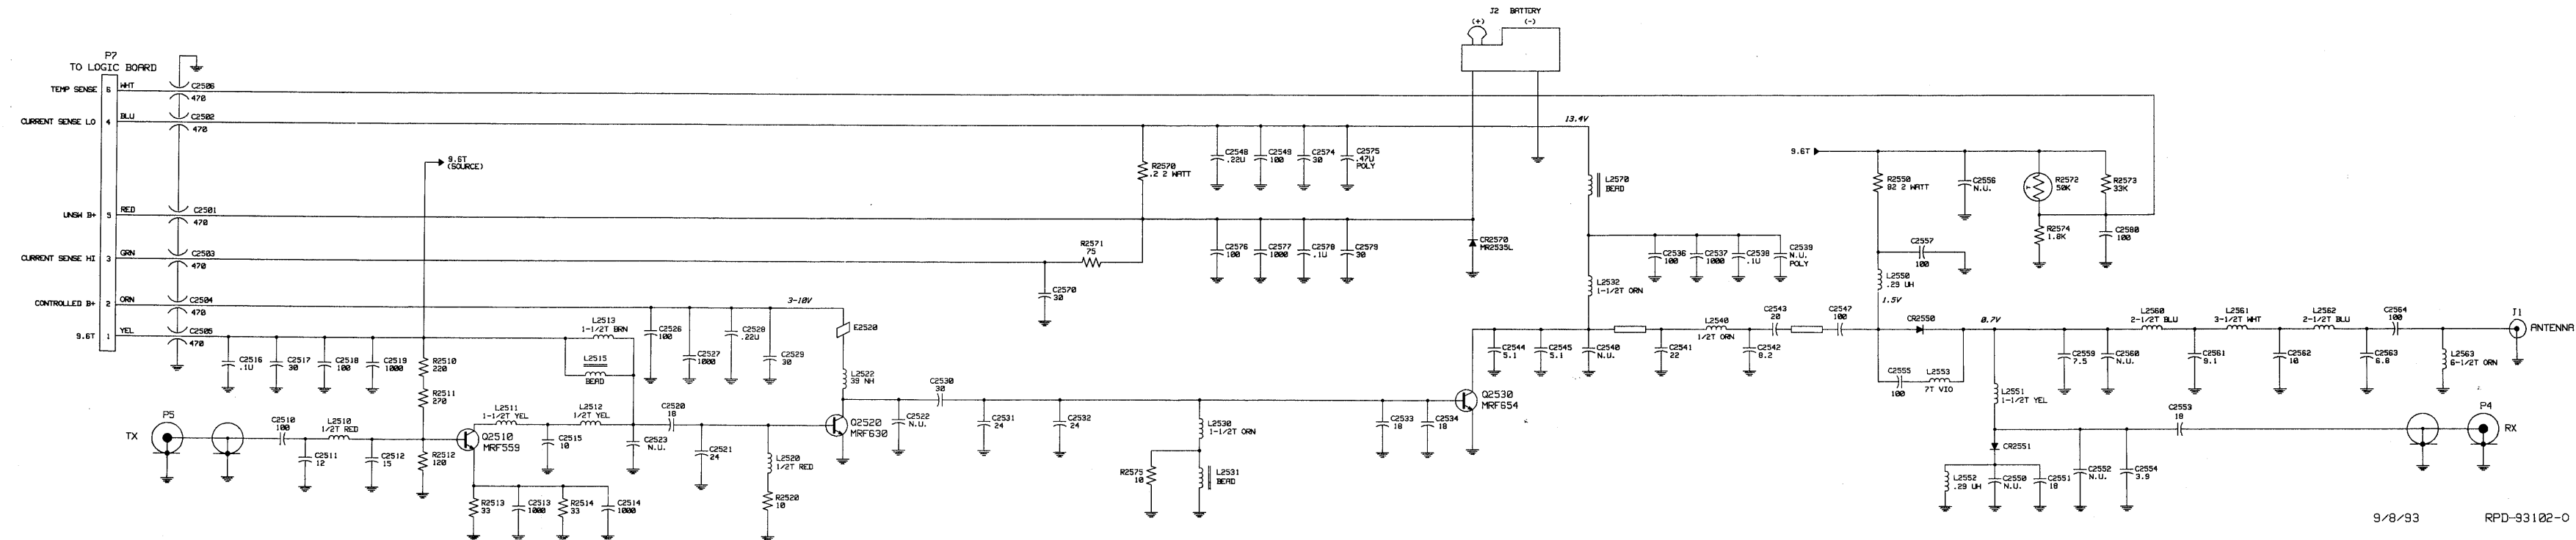 J2 BATTERY
(+) (-)
P7
TO LOGIC BOARD
TEMP SENSE 6 WHT C2506
470
CURRENT SENSE LO 4 BLU C2502
470
UNSW B+ 5 RED C2501
470
CURRENT SENSE HI 3 GRN C2503
470
CONTROLLED B+ 2 ORN C2504
470
9.6T 1 YEL C2505
470
9.6T
(SOURCE)
C2516
.1U
C2517
30
C2518
100
C2519
1000
R2510
220
R2511
270
R2512
120
L2513
1-1/2T BRN
L2515
BEAD
C2526
100
C2527
1000
C2528
.22U
C2529
30
3-10V
E2520
L2522
39 NH
TX
P5
C2510
100
L2510
1/2T RED
C2511
12
C2512
15
Q2510
MRF559
L2511
1-1/2T YEL
L2512
1/2T YEL
C2515
10
C2523
N.U.
C2520
18
C2521
24
R2513
33
C2513
1000
R2514
33
C2514
1000
L2520
1/2T RED
R2520
10
Q2520
MRF630
C2522
N.U.
C2530
30
C2531
24
C2532
24
R2571
75
C2570
30
R2570
.2 2 WATT
C2548
.22U
C2549
100
C2574
30
C2575
.47U
POLY
C2576
100
C2577
1000
C2578
.1U
C2579
30
CR2570
MR2535L
13.4V
L2570
BEAD
L2532
1-1/2T ORN
C2536
100
C2537
1000
C2538
.1U
C2539
N.U.
POLY
L2530
1-1/2T ORN
R2575
10
L2531
BEAD
C2533
18
C2534
18
Q2530
MRF654
C2544
5.1
C2545
5.1
C2540
N.U.
C2541
22
L2540
1/2T ORN
C2542
8.2
C2543
20
C2547
100
9.6T
R2550
82 2 WATT
C2556
N.U.
R2572
50K
T
R2573
33K
R2574
1.8K
C2580
100
C2557
100
L2550
.29 UH
1.5V
CR2550
0.7V
C2555
100
L2553
7T VIO
L2551
1-1/2T YEL
C2559
7.5
C2560
N.U.
L2560
2-1/2T BLU
C2561
9.1
L2561
3-1/2T WHT
C2562
10
L2562
2-1/2T BLU
C2563
6.8
C2564
100
L2563
6-1/2T ORN
J1
ANTENNA
C2553
18
CR2551
L2552
.29 UH
C2550
N.U.
C2551
18
C2552
N.U.
C2554
3.9
P4
RX
9/8/93 RPD-93102-O